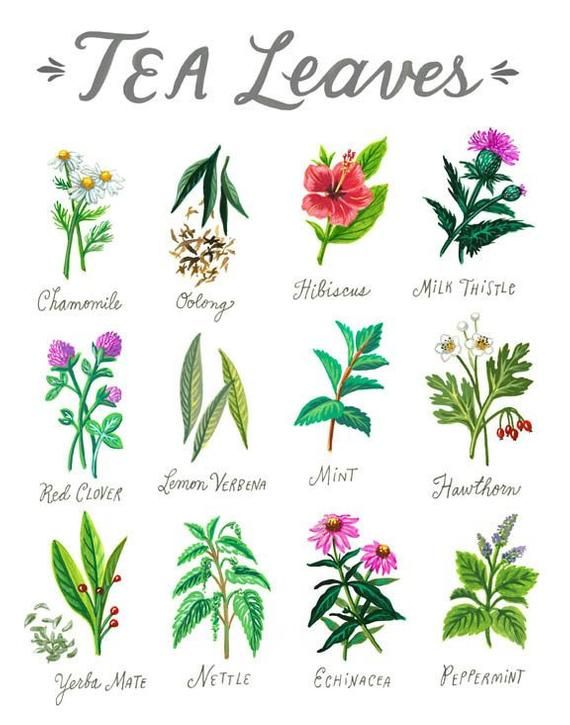 TEA Leaves
Chamomile
Oolong
Hibiscus
MILK THISTLE
Red CLOVER
Lemon VERBENA
MINT
Hawthorn
Yerba MATE
NETTLE
ECHINACEA
PEPPERMINT